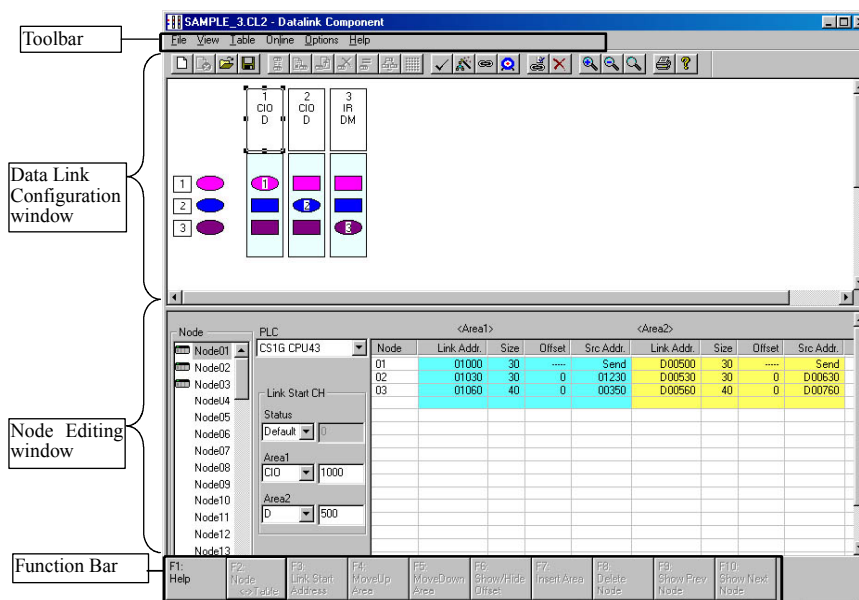 SAMPLE_3.CL2 - Datalink Component
Toolbar
File View Table Online Options Help
1 CIO D
2 CIO D
3 IR DM
Data Link Configuration window
1 1
2 2
3 3
Node Editing window
Node
Node01
Node02
Node03
Node04
Node05
Node06
Node07
Node08
Node09
Node10
Node11
Node12
Node13
PLC
CS1G CPU43
Link Start CH
Status
Default 0
Area1
CIO 1000
Area2
D 500
<Area1> <Area2>
Node Link Addr. Size Offset Src Addr. Link Addr. Size Offset Src Addr.
01 01000 30 ----- Send D00500 30 ----- Send
02 01030 30 0 01230 D00530 30 0 D00630
03 01060 40 0 00350 D00560 40 0 D00760
Function Bar
F1: Help
F2: Node <->Table
F3: Link Start Address
F4: MoveUp Area
F5: MoveDown Area
F6: Show/Hide Offset
F7: Insert Area
F8: Delete Node
F9: Show Prev Node
F10: Show Next Node